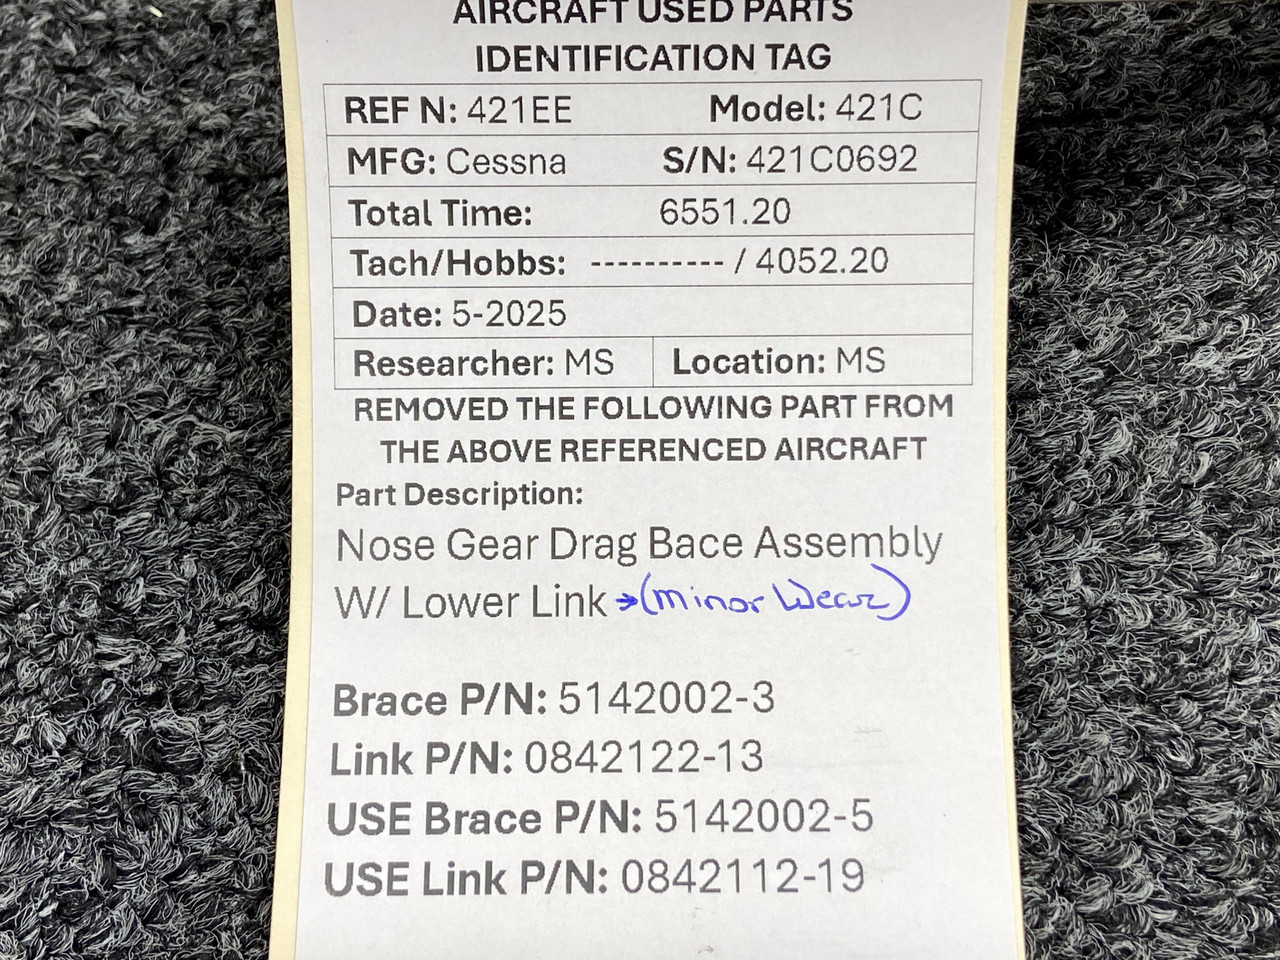 AIRCRAFT USED PARTS
IDENTIFICATION TAG
REF N: 421EE Model: 421C
MFG: Cessna S/N: 421C0692
Total Time: 6551.20
Tach/Hobbs: ---------- / 4052.20
Date: 5-2025
Researcher: MS Location: MS
REMOVED THE FOLLOWING PART FROM
THE ABOVE REFERENCED AIRCRAFT
Part Description:
Nose Gear Drag Bace Assembly
W/ Lower Link → (minor Wear)
Brace P/N: 5142002-3
Link P/N: 0842122-13
USE Brace P/N: 5142002-5
USE Link P/N: 0842112-19